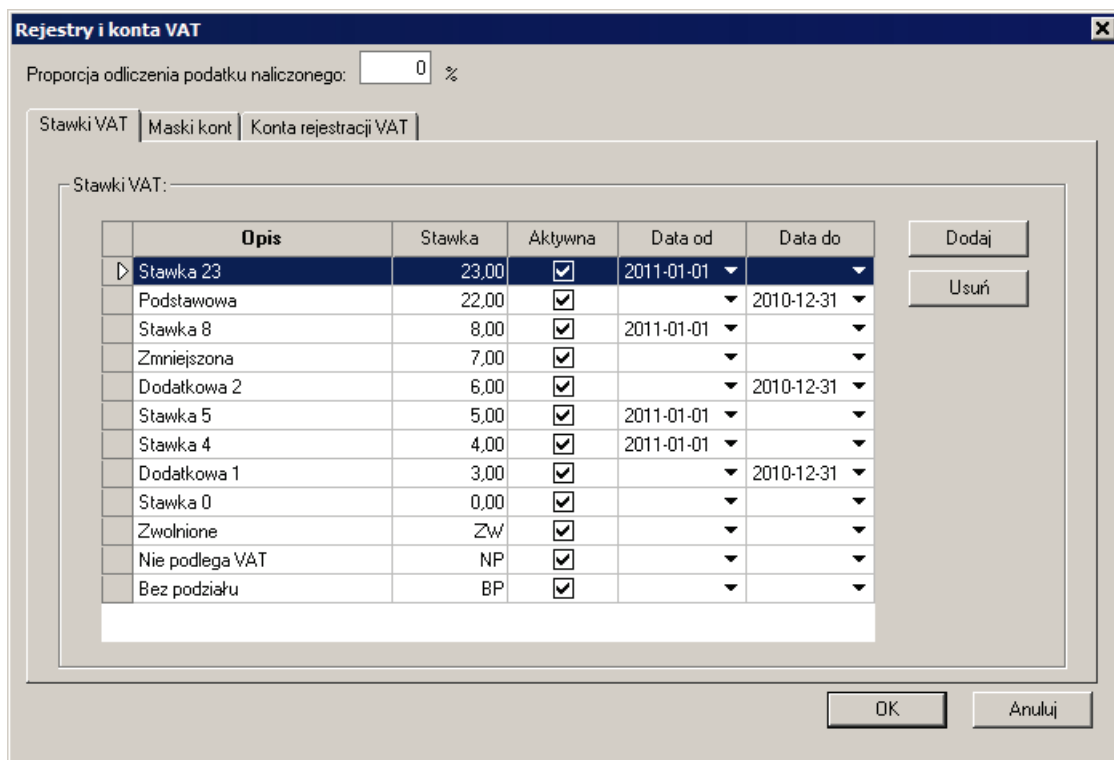 Rejestry i konta VAT
Proporcja odliczenia podatku naliczonego: 0 %
Stawki VAT Maski kont Konta rejestracji VAT
Stawki VAT:
Opis Stawka Aktywna Data od Data do
Stawka 23 23,00 2011-01-01
Podstawowa 22,00 2010-12-31
Stawka 8 8,00 2011-01-01
Zmniejszona 7,00
Dodatkowa 2 6,00 2010-12-31
Stawka 5 5,00 2011-01-01
Stawka 4 4,00 2011-01-01
Dodatkowa 1 3,00 2010-12-31
Stawka 0 0,00
Zwolnione ZW
Nie podlega VAT NP
Bez podziału BP
Dodaj
Usuń
OK Anuluj